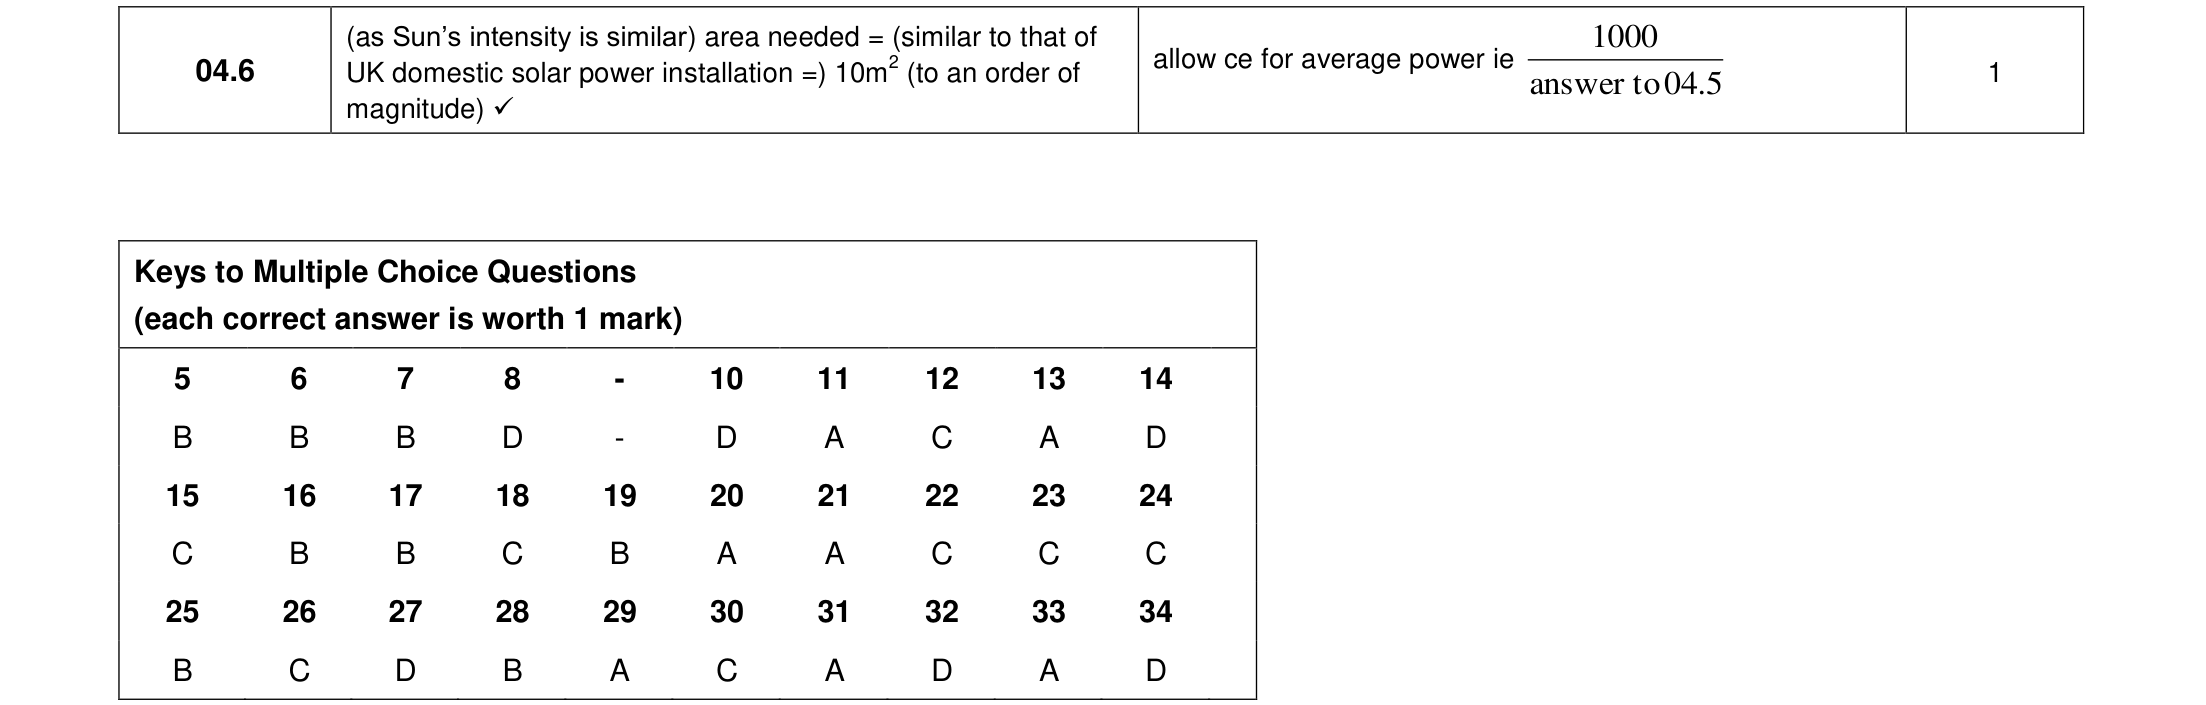 04.6
(as Sun's intensity is similar) area needed = (similar to that of
UK domestic solar power installation =) 10m² (to an order of
magnitude) ✓
allow ce for average power ie 1000
answer to 04.5
1
Keys to Multiple Choice Questions
(each correct answer is worth 1 mark)
5 6 7 8 - 10 11 12 13 14
B B B D - D A C A D
15 16 17 18 19 20 21 22 23 24
C B B C B A A C C C
25 26 27 28 29 30 31 32 33 34
B C D B A C A D A D